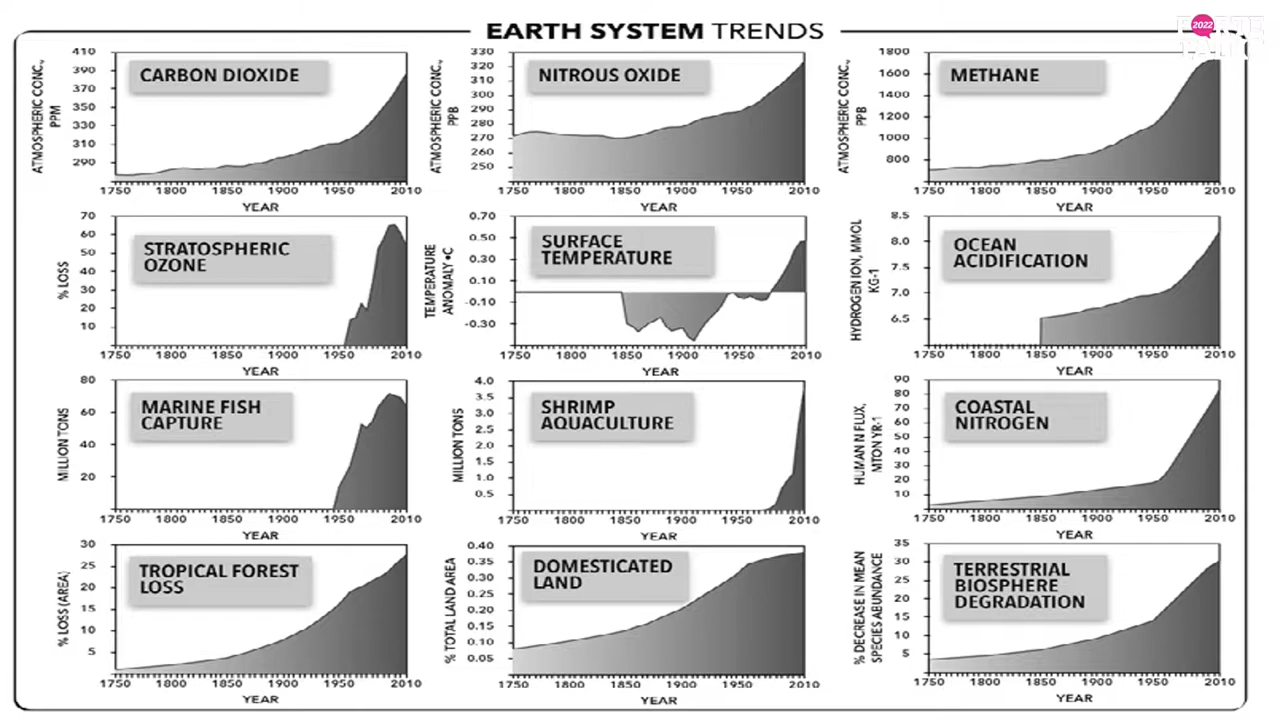 EARTH SYSTEM TRENDS
2022
ATMOSPHERIC CONC., PPM
410
390
370
350
330
310
290
CARBON DIOXIDE
1750 1800 1850 1900 1950 2010
YEAR
ATMOSPHERIC CONC., PPB
330
320
310
300
290
280
270
260
250
NITROUS OXIDE
1750 1800 1850 1900 1950 2010
YEAR
ATMOSPHERIC CONC., PPB
1800
1600
1400
1200
1000
800
METHANE
1750 1800 1850 1900 1950 2010
YEAR
% LOSS
70
60
50
40
30
20
10
STRATOSPHERIC
OZONE
1750 1800 1850 1900 1950 2010
YEAR
TEMPERATURE
ANOMALY •C
0.70
0.50
0.30
0.10
-0.10
-0.30
SURFACE
TEMPERATURE
1750 1800 1850 1900 1950 2010
YEAR
HYDROGEN ION, MMOL
KG-1
8.5
8.0
7.5
7.0
6.5
OCEAN
ACIDIFICATION
1750 1800 1850 1900 1950 2010
YEAR
MILLION TONS
80
60
40
20
MARINE FISH
CAPTURE
1750 1800 1850 1900 1950 2010
YEAR
MILLION TONS
4.0
3.5
3.0
2.5
2.0
1.5
1.0
0.5
SHRIMP
AQUACULTURE
1750 1800 1850 1900 1950 2010
YEAR
HUMAN N FLUX,
MTON YR-1
90
80
70
60
50
40
30
20
10
COASTAL
NITROGEN
1750 1800 1850 1900 1950 2010
YEAR
% LOSS (AREA)
30
25
20
15
10
5
TROPICAL FOREST
LOSS
1750 1800 1850 1900 1950 2010
YEAR
% TOTAL LAND AREA
0.40
0.35
0.30
0.25
0.20
0.15
0.10
0.05
DOMESTICATED
LAND
1750 1800 1850 1900 1950 2010
YEAR
% DECREASE IN MEAN
SPECIES ABUNDANCE
35
30
25
20
15
10
5
TERRESTRIAL
BIOSPHERE
DEGRADATION
1750 1800 1850 1900 1950 2010
YEAR